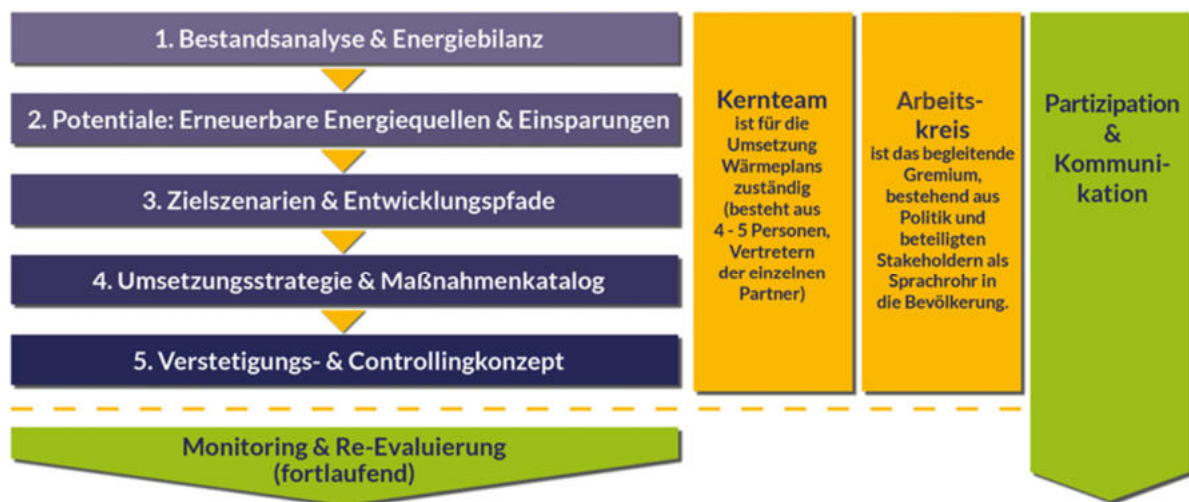 1. Bestandsanalyse & Energiebilanz
2. Potentiale: Erneuerbare Energiequellen & Einsparungen
3. Zielszenarien & Entwicklungspfade
4. Umsetzungsstrategie & Maßnahmenkatalog
5. Verstetigungs- & Controllingkonzept
Monitoring & Re-Evaluierung
(fortlaufend)
Kernteam
ist für die
Umsetzung
Wärmeplans
zuständig
(besteht aus
4 - 5 Personen,
Vertretern
der einzelnen
Partner)
Arbeits-
kreis
ist das begleitende
Gremium,
bestehend aus
Politik und
beteiligten
Stakeholdern als
Sprachrohr in
die Bevölkerung.
Partizipation
&
Kommuni-
kation